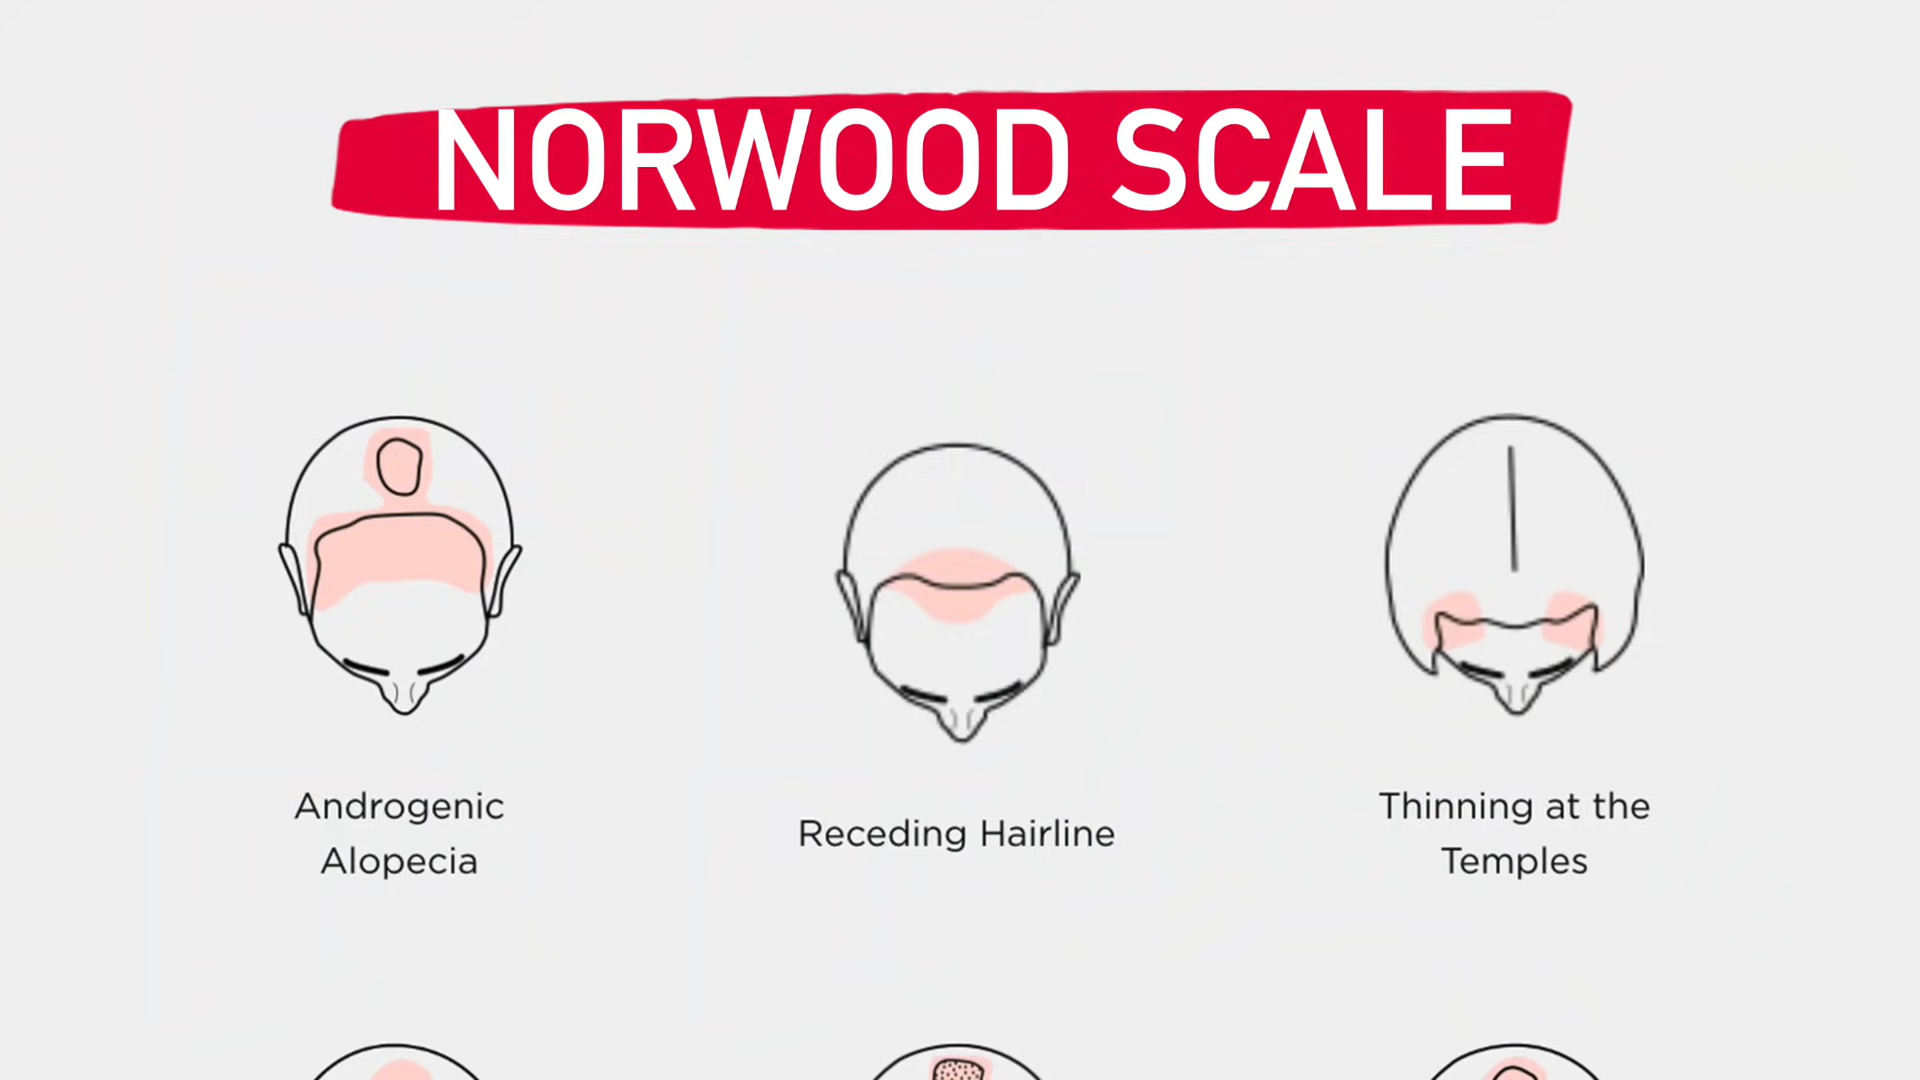 NORWOOD SCALE
Androgenic
Alopecia
Receding Hairline
Thinning at the
Temples